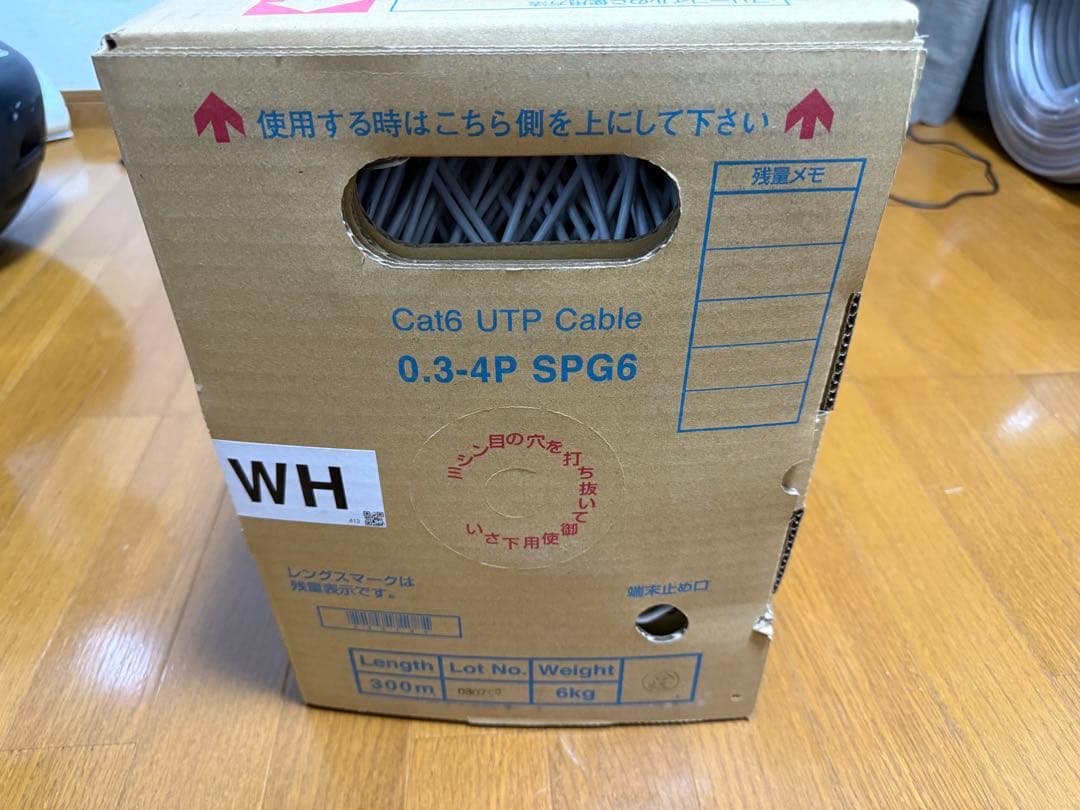 使用する時はこちら側を上にして下さい
残量メモ
Cat6 UTP Cable
0.3-4P SPG6
ミシン目の穴を打ち抜いて御使用下さい
WH
レングスマークは
残量表示です。
端末止め口
Length Lot No. Weight
300m 6kg